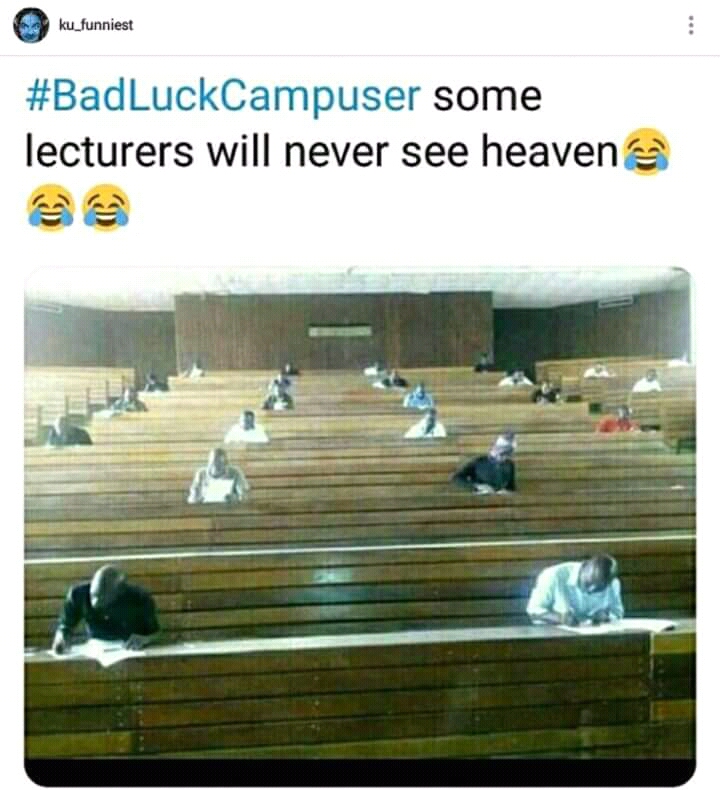 ku_funniest
#BadLuckCampuser some
lecturers will never see heaven😂
😂😂